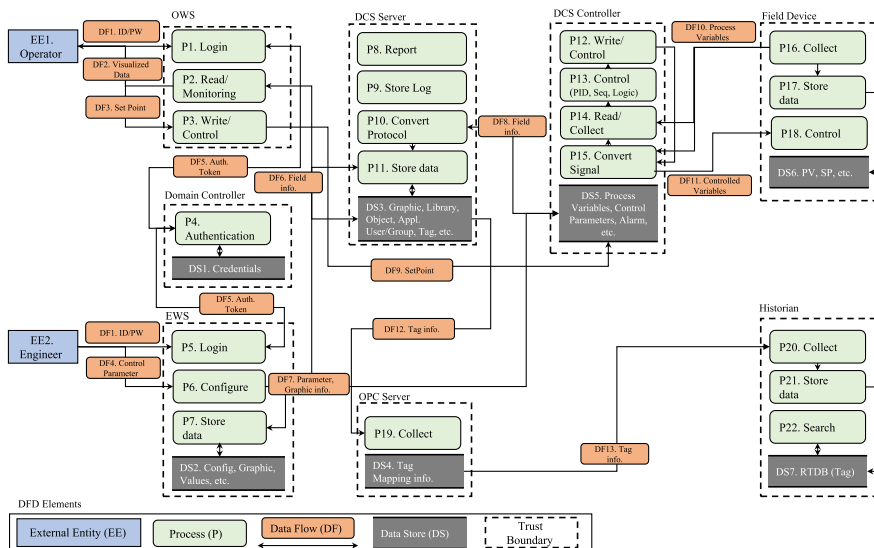 OWS
DCS Server
DCS Controller
Field Device
EE1.
Operator
DF1. ID/PW
DF2. Visualized
Data
DF3. Set Point
P1. Login
P2. Read/
Monitoring
P3. Write/
Control
P8. Report
P9. Store Log
P10. Convert
Protocol
P11. Store data
DS3. Graphic, Library,
Object, Appl.
User/Group, Tag, etc.
DF8. Field
info.
P12. Write/
Control
P13. Control
(PID, Seq, Logic)
P14. Read/
Collect
P15. Convert
Signal
DS5. Process
Variables, Control
Parameters, Alarm,
etc.
DF10. Process
Variables
P16. Collect
P17. Store
data
P18. Control
DS6. PV, SP, etc.
DF11. Controlled
Variables
DF5. Auth.
Token
DF6. Field
info.
Domain Controller
P4.
Authentication
DS1. Credentials
DF9. SetPoint
DF5. Auth.
Token
EWS
EE2.
Engineer
DF1. ID/PW
DF4. Control
Parameter
P5. Login
P6. Configure
P7. Store
data
DS2. Config, Graphic,
Values, etc.
DF7. Parameter,
Graphic info.
DF12. Tag info.
OPC Server
P19. Collect
DS4. Tag
Mapping info.
DF13. Tag
info.
Historian
P20. Collect
P21. Store
data
P22. Search
DS7. RTDB (Tag)
DFD Elements
External Entity (EE)
Process (P)
Data Flow (DF)
Data Store (DS)
Trust
Boundary